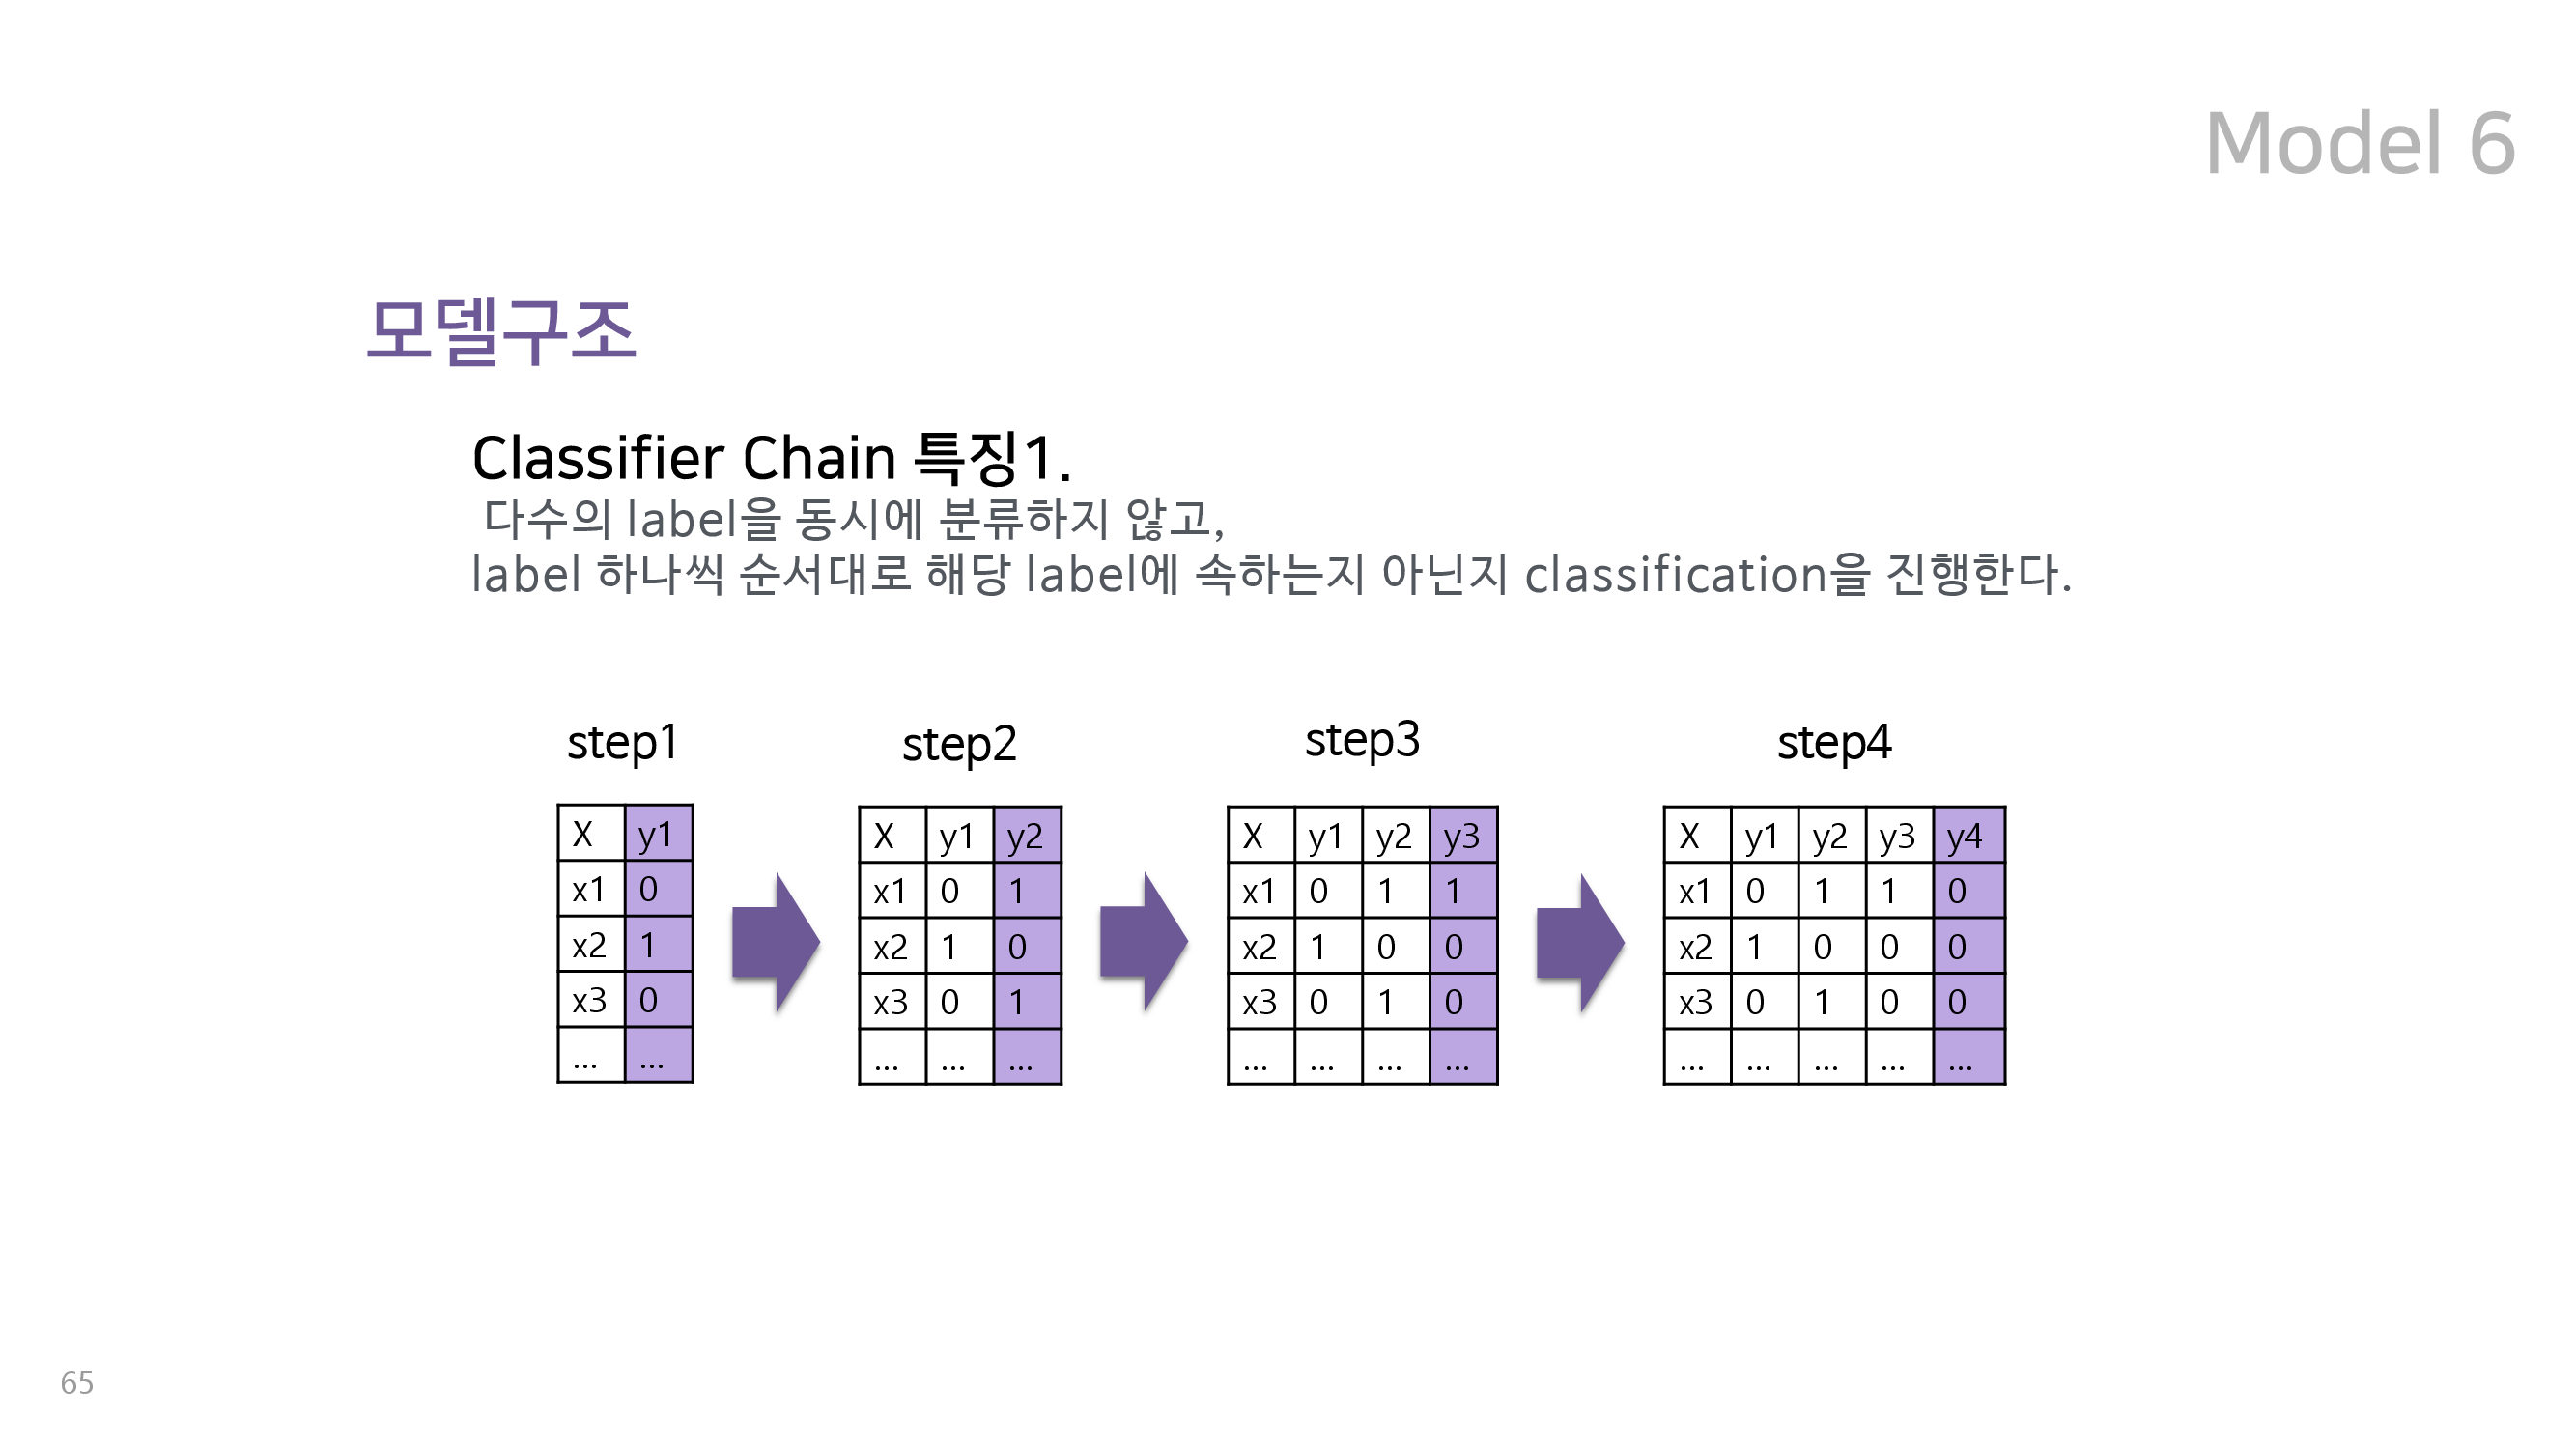 Model 6
모델구조
Classifier Chain 특징1.
다수의 label을 동시에 분류하지 않고,
label 하나씩 순서대로 해당 label에 속하는지 아닌지 classification을 진행한다.
step1
X y1
x1 0
x2 1
x3 0
... ...
step2
X y1 y2
x1 0 1
x2 1 0
x3 0 1
... ... ...
step3
X y1 y2 y3
x1 0 1 1
x2 1 0 0
x3 0 1 0
... ... ... ...
step4
X y1 y2 y3 y4
x1 0 1 1 0
x2 1 0 0 0
x3 0 1 0 0
... ... ... ... ...
65